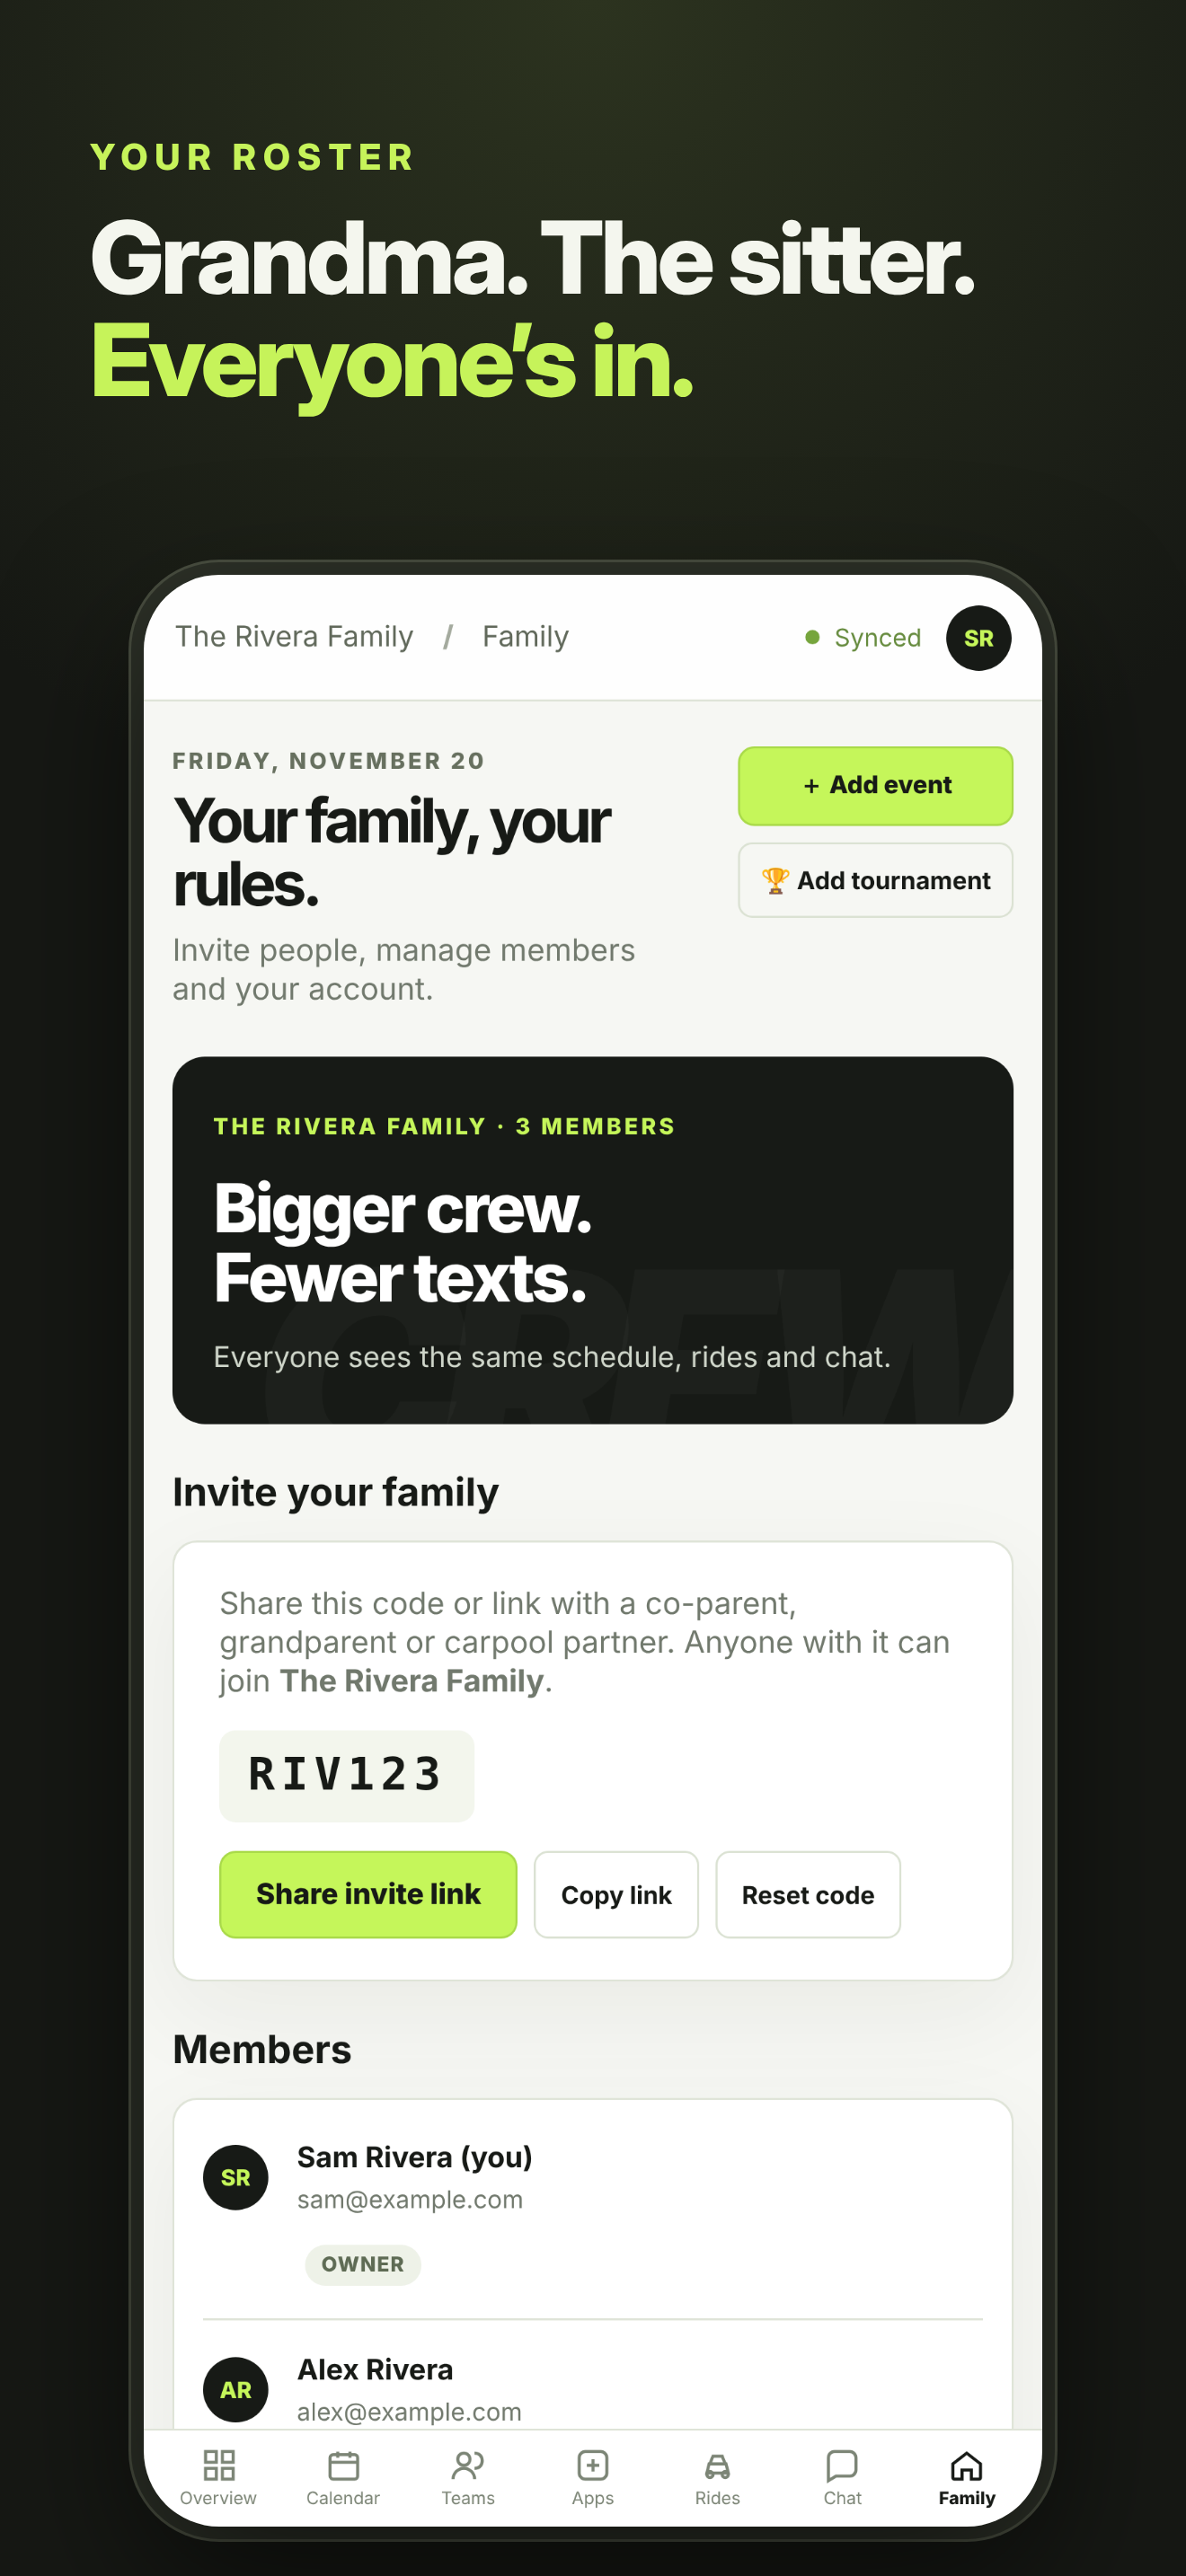 YOUR ROSTER
Grandma. The sitter.
Everyone’s in.
The Rivera Family / Family
Synced
SR
FRIDAY, NOVEMBER 20
Your family, your
rules.
Invite people, manage members
and your account.
+ Add event
🏆 Add tournament
THE RIVERA FAMILY · 3 MEMBERS
Bigger crew.
Fewer texts.
Everyone sees the same schedule, rides and chat.
CREW
Invite your family
Share this code or link with a co-parent,
grandparent or carpool partner. Anyone with it can
join The Rivera Family.
RIV123
Share invite link
Copy link
Reset code
Members
SR
Sam Rivera (you)
sam@example.com
OWNER
AR
Alex Rivera
alex@example.com
Overview
Calendar
Teams
Apps
Rides
Chat
Family